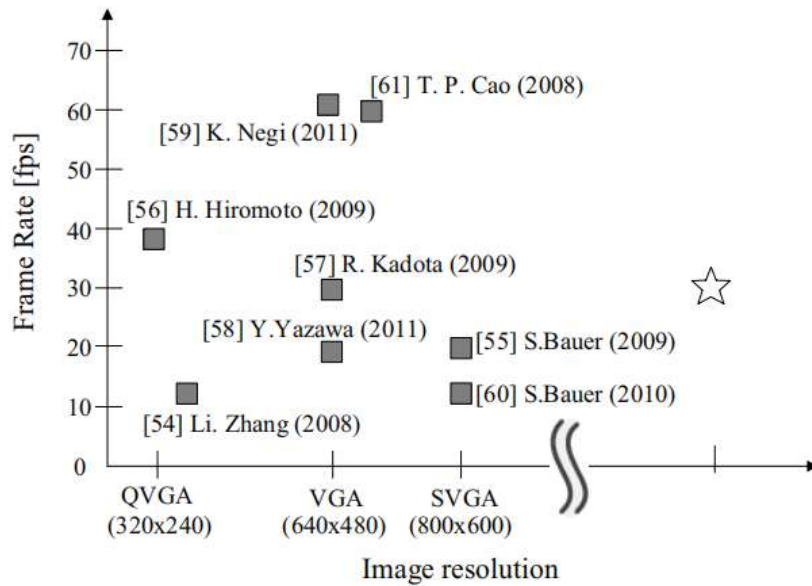 70
[61] T. P. Cao (2008)
60
[59] K. Negi (2011)
50
[56] H. Hiromoto (2009)
40
[57] R. Kadota (2009)
30
[58] Y.Yazawa (2011)
[55] S.Bauer (2009)
20
[60] S.Bauer (2010)
10
[54] Li. Zhang (2008)
0
Frame Rate [fps]
QVGA
(320x240)
VGA
(640x480)
SVGA
(800x600)
Image resolution